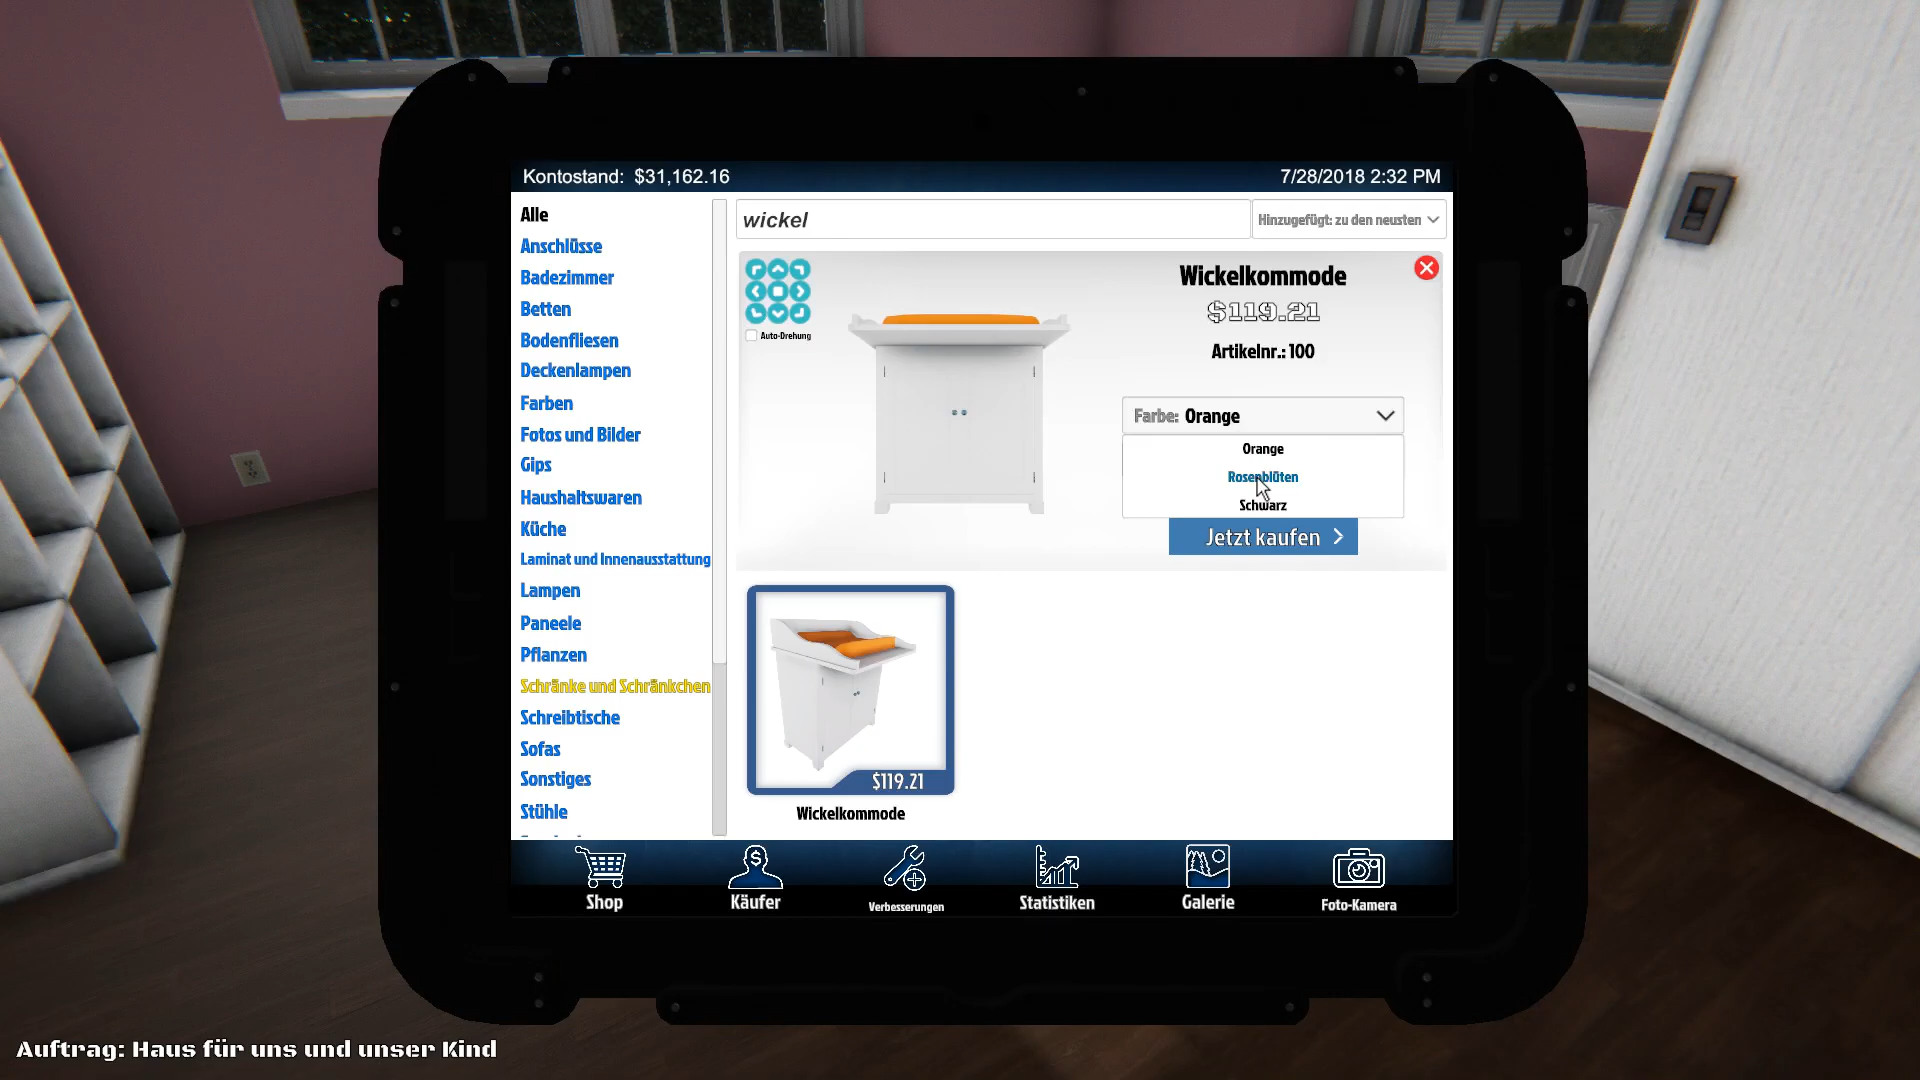 Kontostand: $31,162.16
7/28/2018 2:32 PM
Alle
Anschlüsse
Badezimmer
Betten
Bodenfliesen
Deckenlampen
Farben
Fotos und Bilder
Gips
Haushaltswaren
Küche
Laminat und Innenausstattung
Lampen
Paneele
Pflanzen
Schränke und Schränkchen
Schreibtische
Sofas
Sonstiges
Stühle
wickel
Hinzugefügt: zu den neusten
Auto-Drehung
Wickelkommode
$119.21
Artikelnr.: 100
Farbe: Orange
Orange
Rosenblüten
Schwarz
Jetzt kaufen
$119.21
Wickelkommode
Shop
Käufer
Verbesserungen
Statistiken
Galerie
Foto-Kamera
Auftrag: Haus für uns und unser Kind